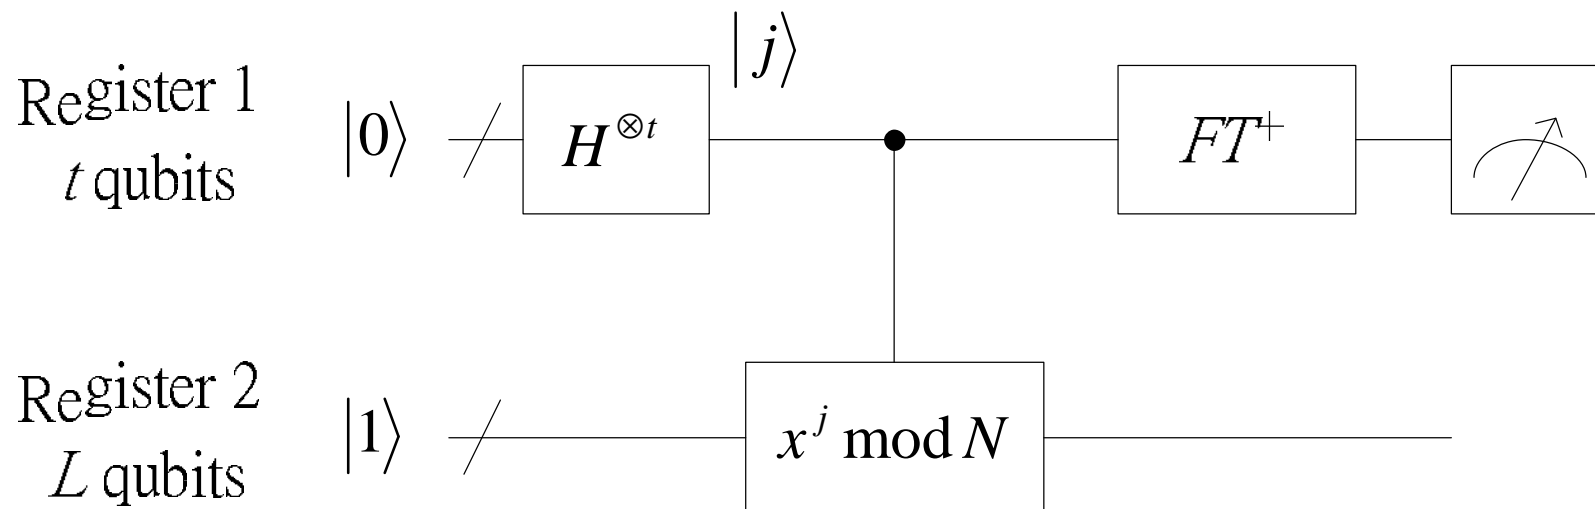 Register 1
t qubits
|0⟩
H^{⊗t}
|j⟩
FT^{+}
Register 2
L qubits
|1⟩
x^{j} mod N